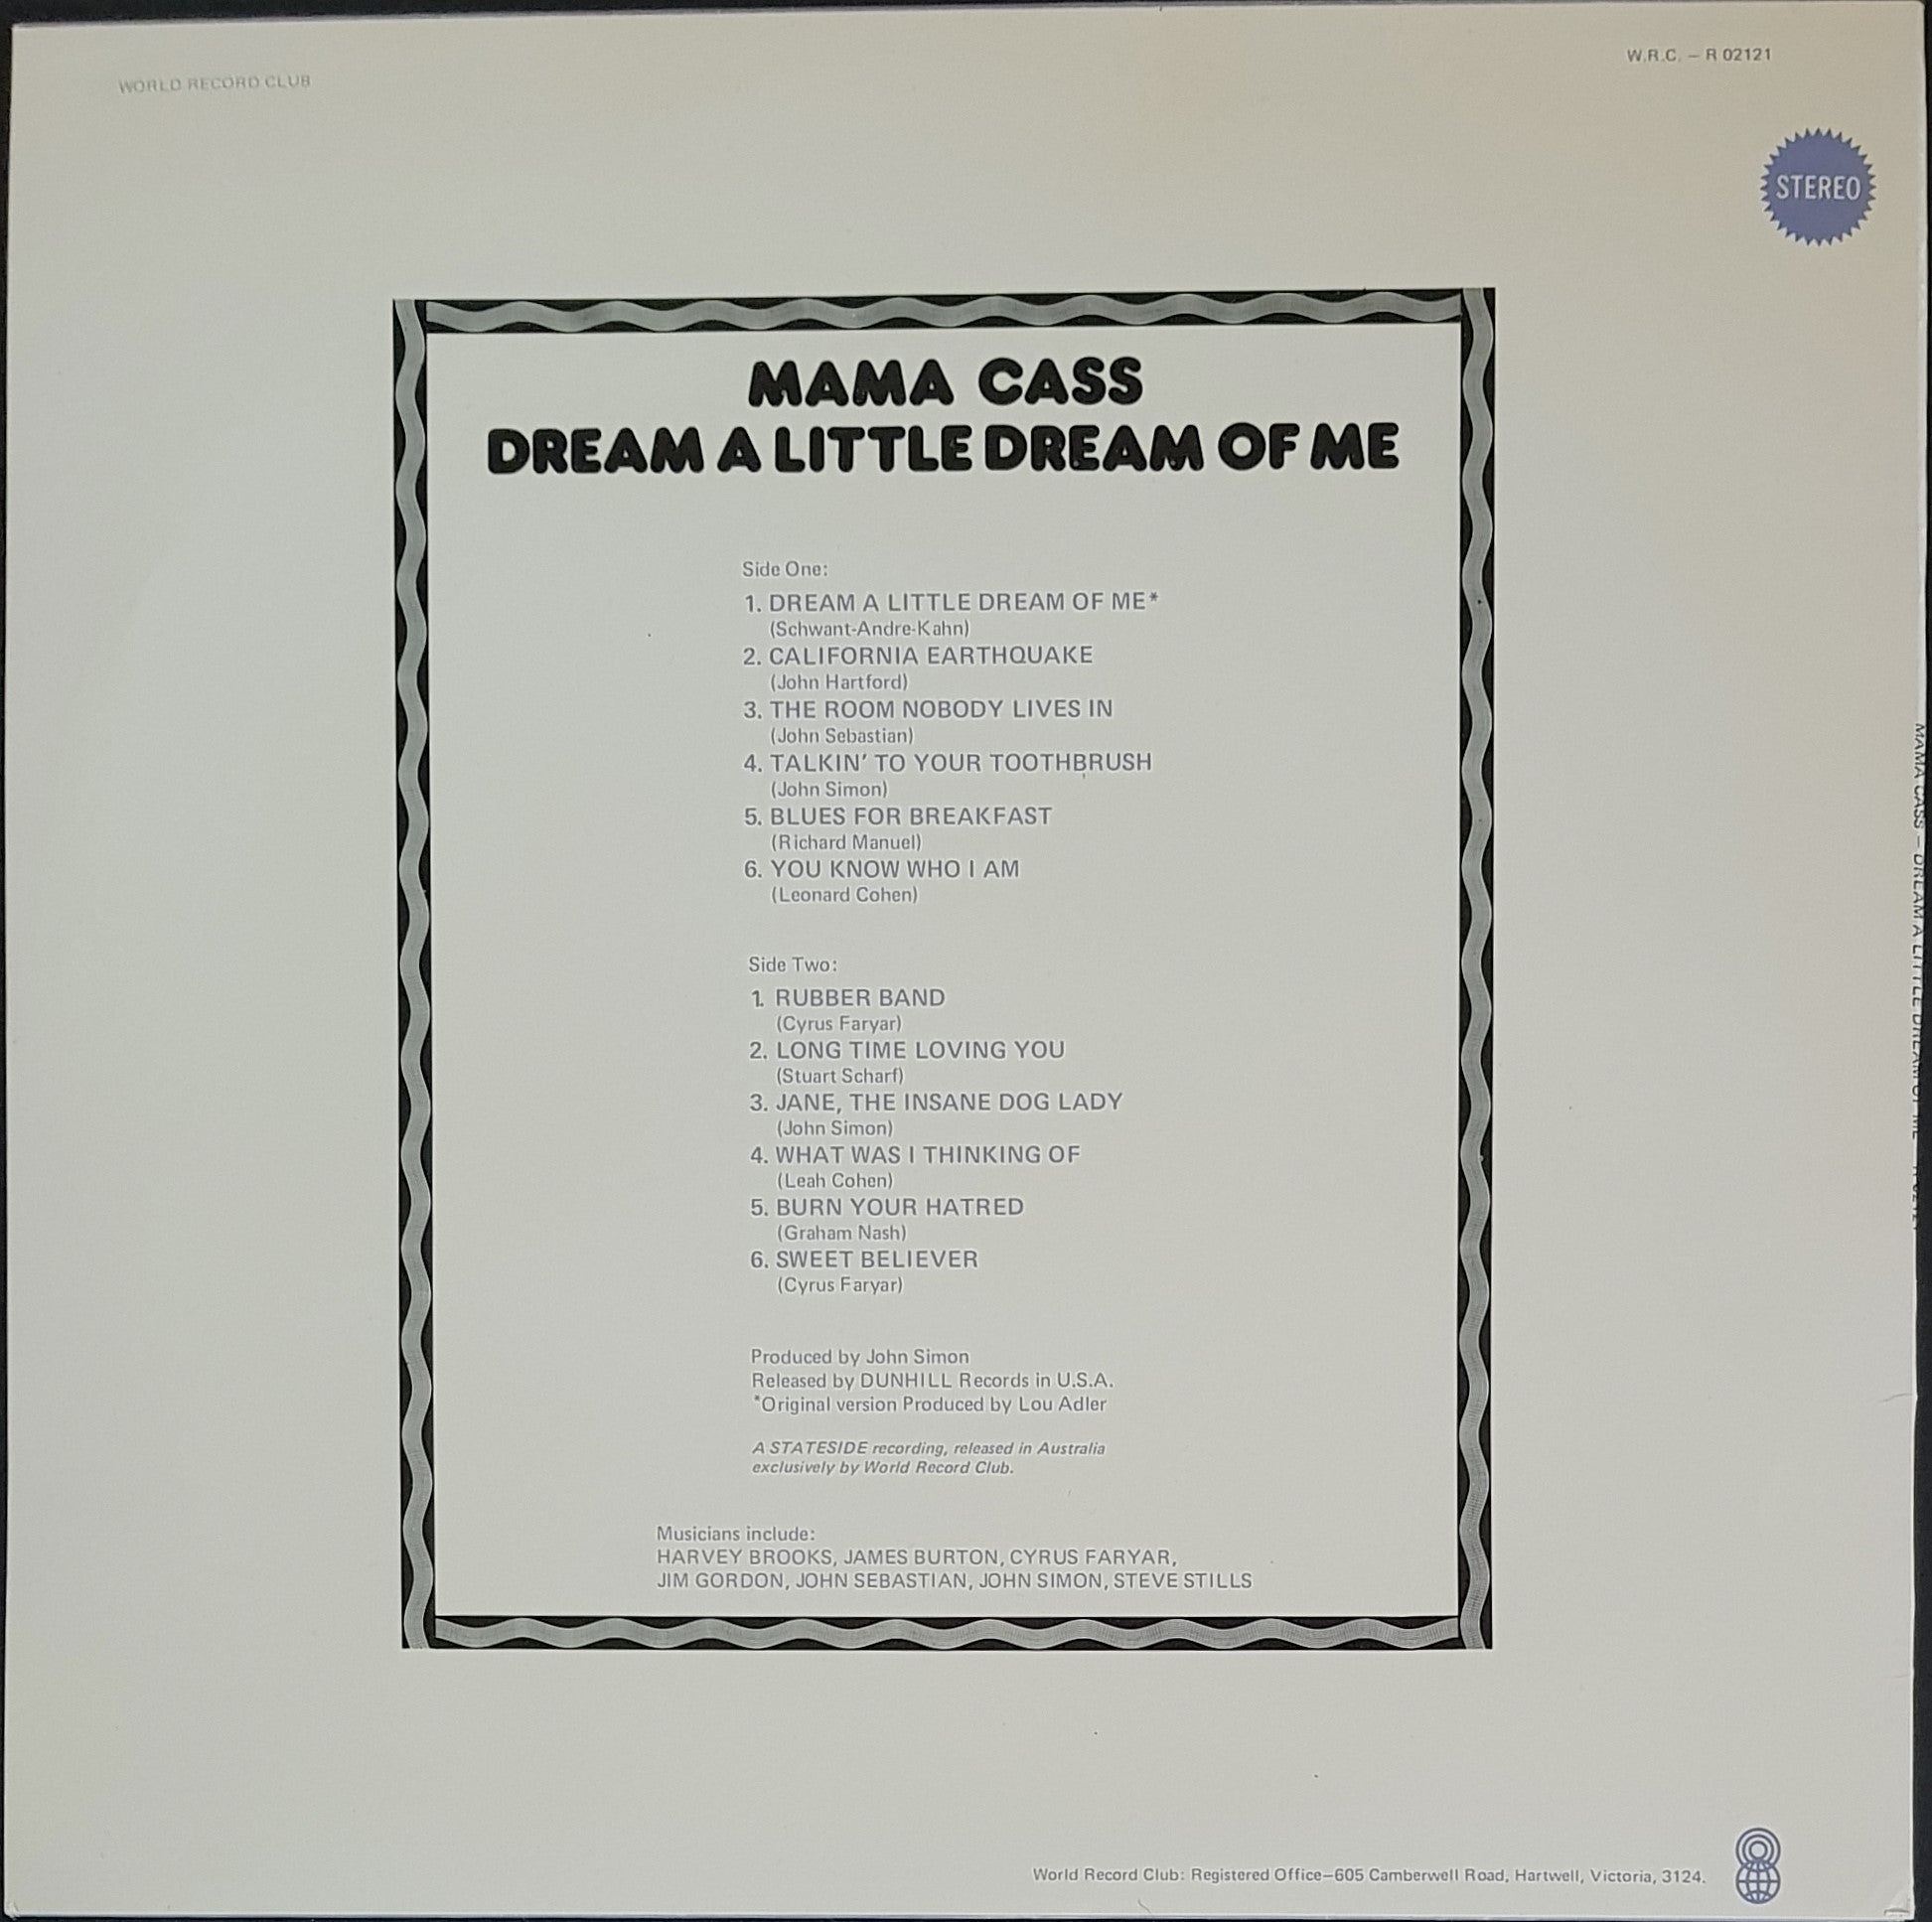 WORLD RECORD CLUB
W.R.C. – R 02121
STEREO
MAMA CASS
DREAM A LITTLE DREAM OF ME
Side One:
1. DREAM A LITTLE DREAM OF ME*
(Schwant-Andre-Kahn)
2. CALIFORNIA EARTHQUAKE
(John Hartford)
3. THE ROOM NOBODY LIVES IN
(John Sebastian)
4. TALKIN' TO YOUR TOOTHBRUSH
(John Simon)
5. BLUES FOR BREAKFAST
(Richard Manuel)
6. YOU KNOW WHO I AM
(Leonard Cohen)
Side Two:
1. RUBBER BAND
(Cyrus Faryar)
2. LONG TIME LOVING YOU
(Stuart Scharf)
3. JANE, THE INSANE DOG LADY
(John Simon)
4. WHAT WAS I THINKING OF
(Leah Cohen)
5. BURN YOUR HATRED
(Graham Nash)
6. SWEET BELIEVER
(Cyrus Faryar)
Produced by John Simon
Released by DUNHILL Records in U.S.A.
*Original version Produced by Lou Adler
A STATESIDE recording, released in Australia
exclusively by World Record Club.
Musicians include:
HARVEY BROOKS, JAMES BURTON, CYRUS FARYAR,
JIM GORDON, JOHN SEBASTIAN, JOHN SIMON, STEVE STILLS
World Record Club: Registered Office–605 Camberwell Road, Hartwell, Victoria, 3124.
MAMA CASS – DREAM A LITTLE DREAM OF ME